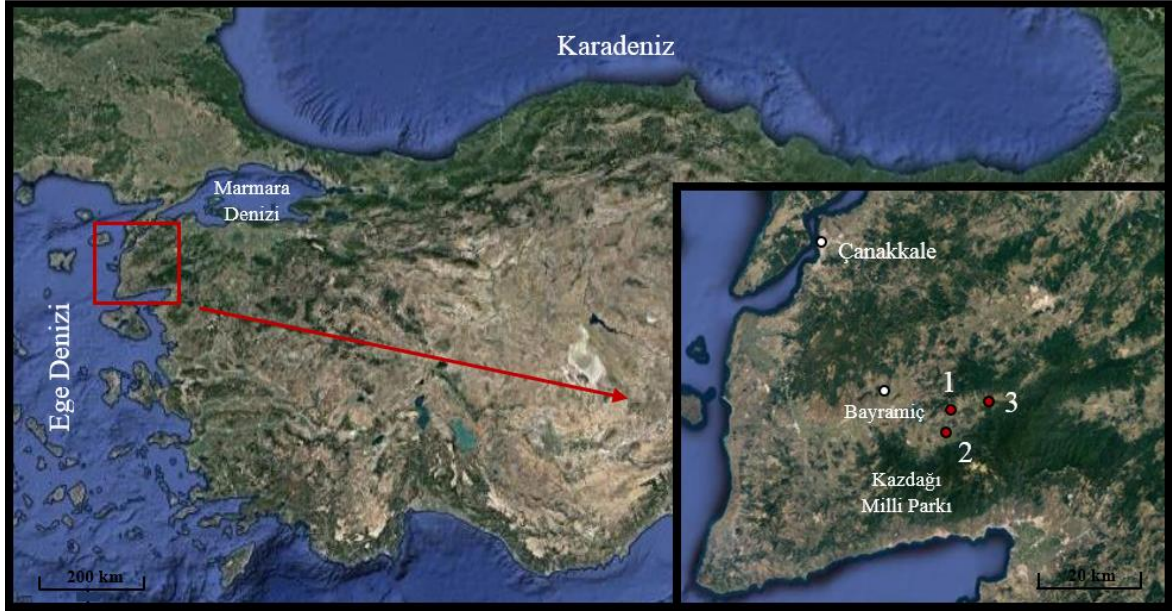 Karadeniz
Marmara
Denizi
Ege Denizi
200 km
Çanakkale
Bayramiç
1
3
2
Kazdağı
Milli Parkı
20 km